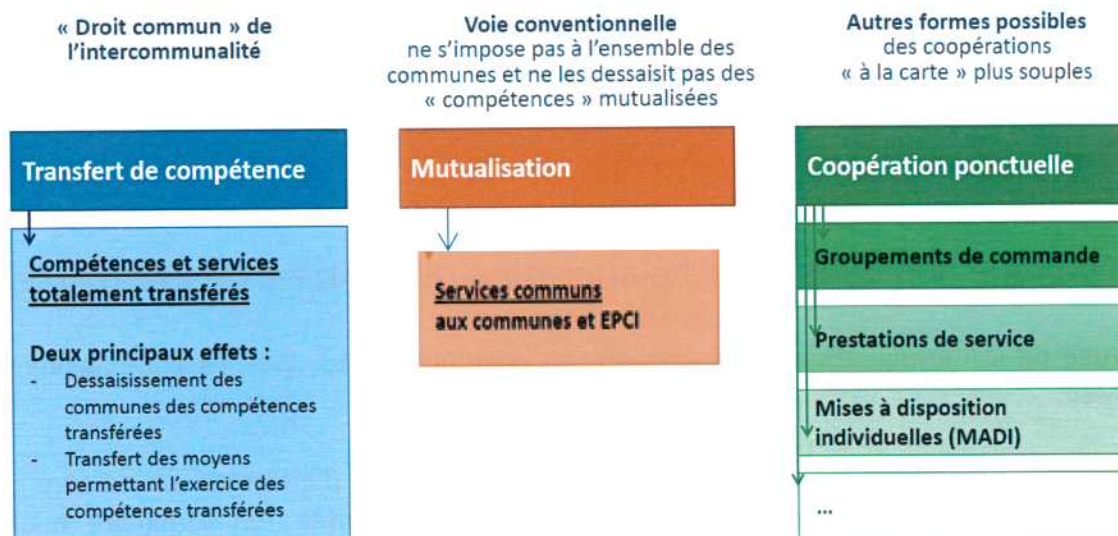 « Droit commun » de
l'intercommunalité
Transfert de compétence
Compétences et services
totalement transférés
Deux principaux effets :
- Dessaisissement des
communes des compétences
transférées
- Transfert des moyens
permettant l'exercice des
compétences transférées
Voie conventionnelle
ne s'impose pas à l'ensemble des
communes et ne les dessaisit pas des
« compétences » mutualisées
Mutualisation
Services communs
aux communes et EPCI
Autres formes possibles
des coopérations
« à la carte » plus souples
Coopération ponctuelle
Groupements de commande
Prestations de service
Mises à disposition
individuelles (MADI)
...